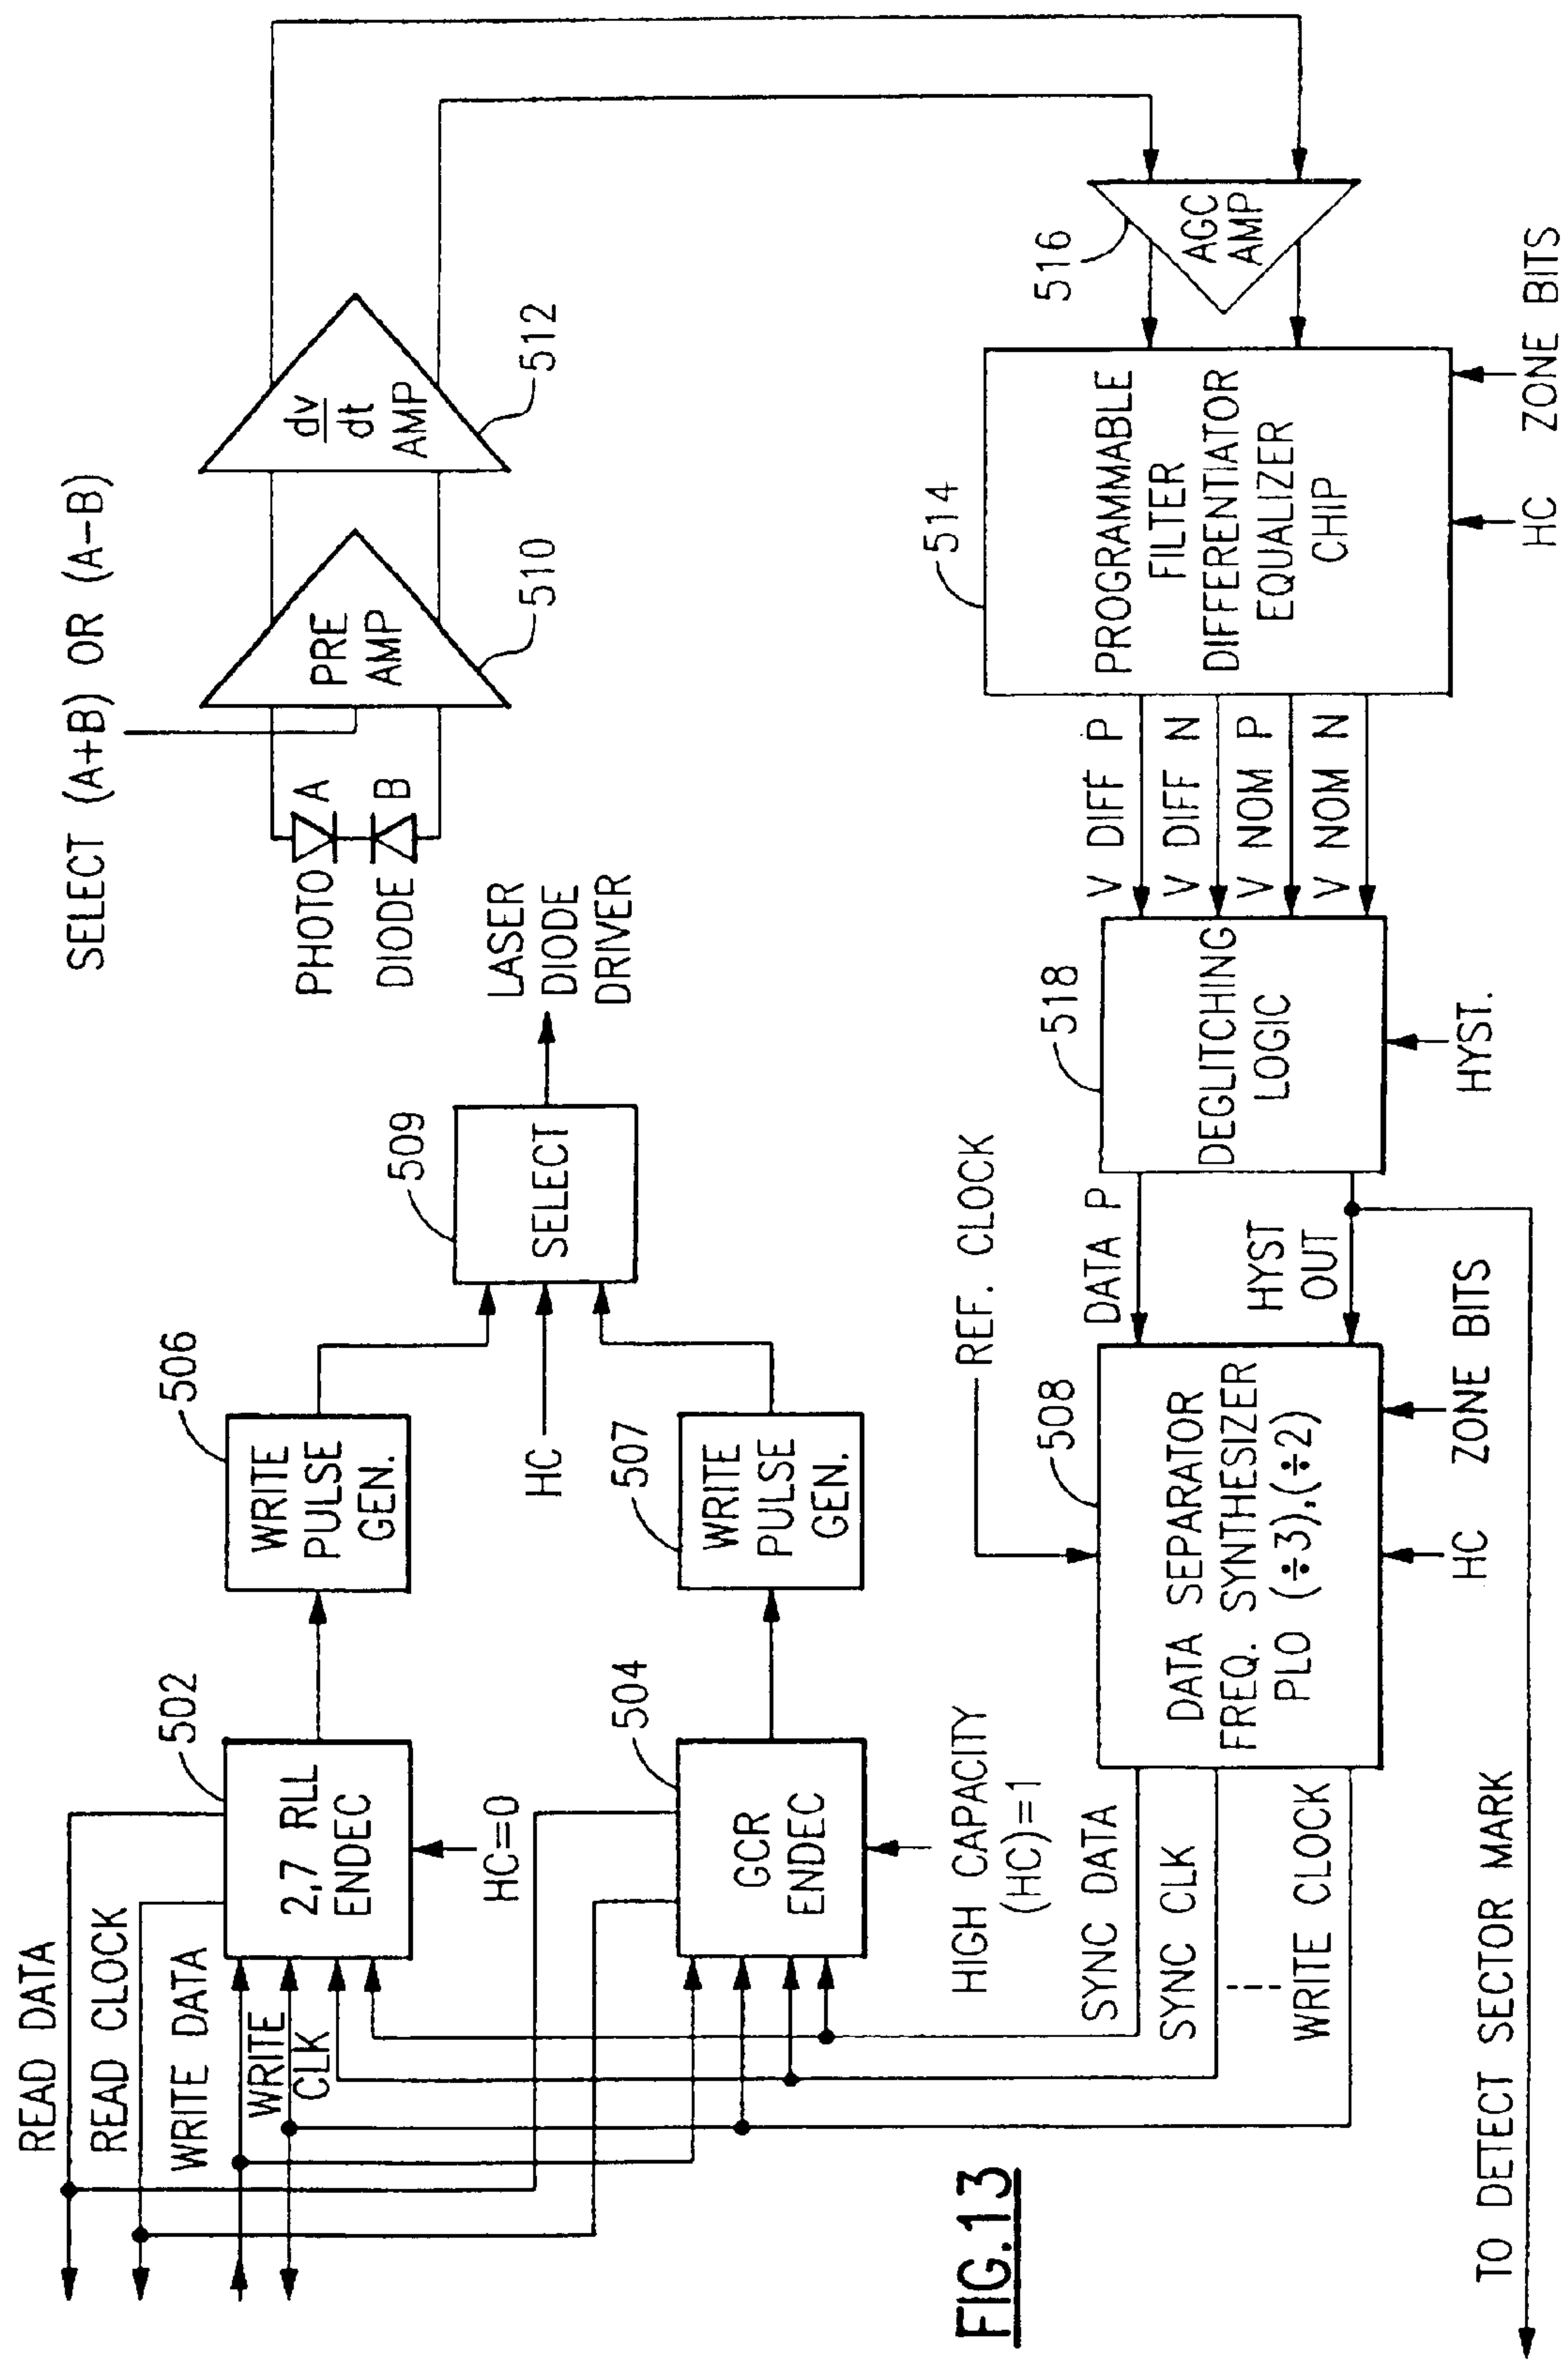 READ DATA
READ CLOCK
WRITE DATA
WRITE
CLK
502
2,7 RLL
ENDEC
HC=0
506
WRITE
PULSE
GEN.
504
GCR
ENDEC
HIGH CAPACITY
(HC)=1
507
WRITE
PULSE
GEN.
HC
509
SELECT
LASER
DIODE
DRIVER
SELECT (A+B) OR (A−B)
PHOTO
A
DIODE
B
PRE
AMP
510
dv
dt
AMP
512
516
AGC
AMP
514
PROGRAMMABLE
FILTER
DIFFERENTIATOR
EQUALIZER
CHIP
HC
ZONE BITS
V DIFF P
V DIFF N
V NOM P
V NOM N
518
DEGLITCHING
LOGIC
HYST.
REF. CLOCK
DATA P
HYST
OUT
508
DATA SEPARATOR
FREQ. SYNTHESIZER
PLO (÷3),(÷2)
HC
ZONE BITS
SYNC DATA
SYNC CLK
WRITE CLOCK
TO DETECT SECTOR MARK
FIG.13